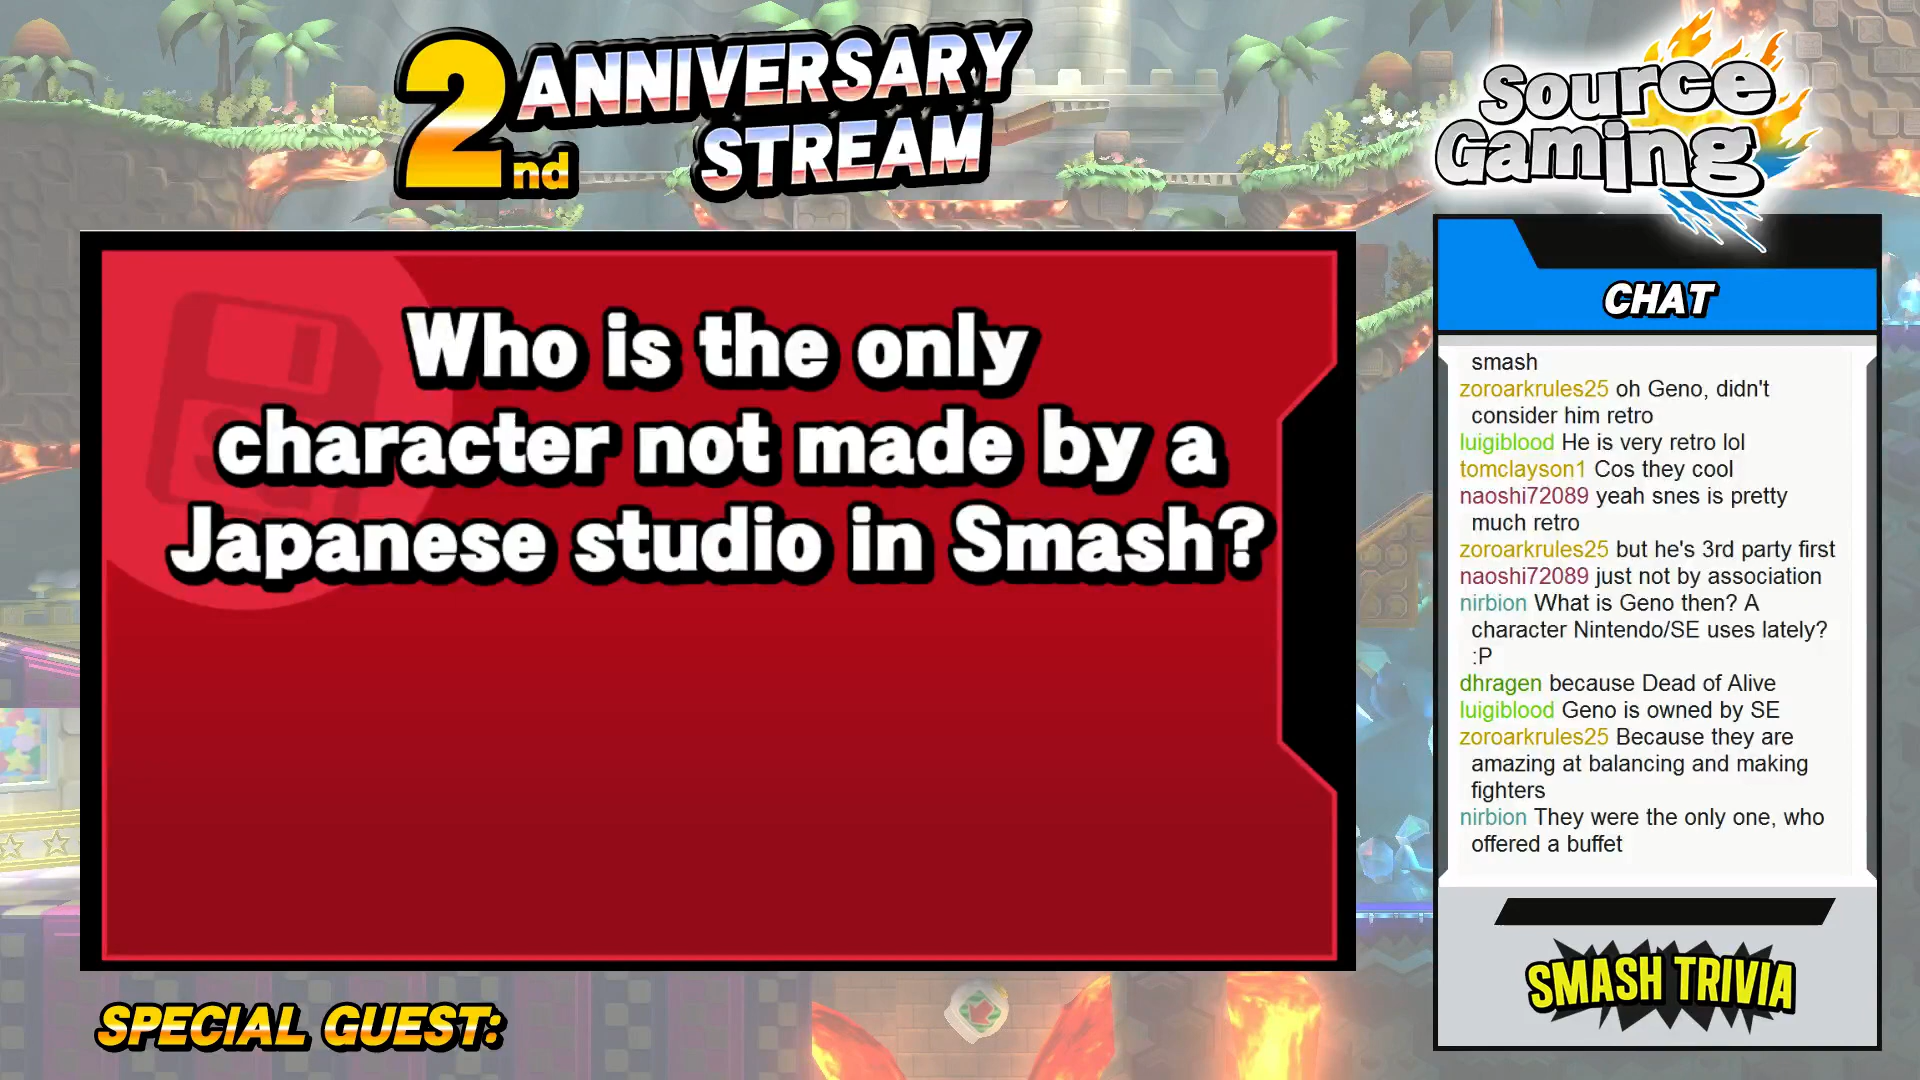 2nd ANNIVERSARY
STREAM
Source
Gaming
Who is the only
character not made by a
Japanese studio in Smash?
CHAT
smash
zoroarkrules25 oh Geno, didn't
consider him retro
luigiblood He is very retro lol
tomclayson1 Cos they cool
naoshi72089 yeah snes is pretty
much retro
zoroarkrules25 but he's 3rd party first
naoshi72089 just not by association
nirbion What is Geno then? A
character Nintendo/SE uses lately?
:P
dhragen because Dead of Alive
luigiblood Geno is owned by SE
zoroarkrules25 Because they are
amazing at balancing and making
fighters
nirbion They were the only one, who
offered a buffet
SMASH TRIVIA
SPECIAL GUEST: